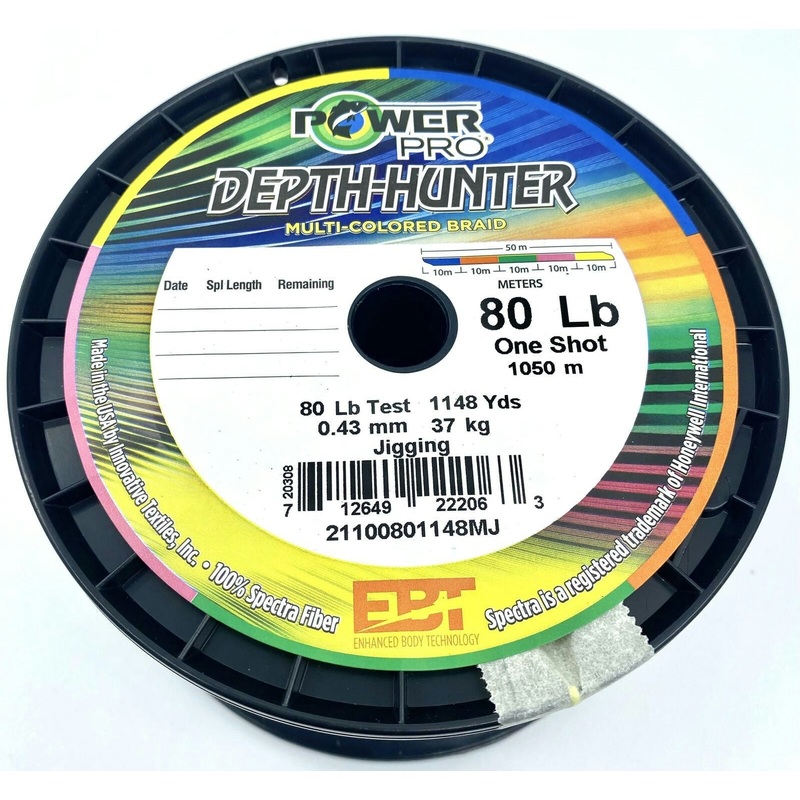 POWER
PRO®
DEPTH-HUNTER
MULTI-COLORED BRAID
50 m
10m 10m 10m 10m 10m
METERS
Date Spl Length Remaining
80 Lb
One Shot
1050 m
80 Lb Test 1148 Yds
0.43 mm 37 kg
Jigging
720308
7 12649 22206 3
21100801148MJ
Made in the USA by Innovative Textiles, Inc. • 100% Spectra Fiber
EBT
ENHANCED BODY TECHNOLOGY
Spectra is a registered trademark of Honeywell International